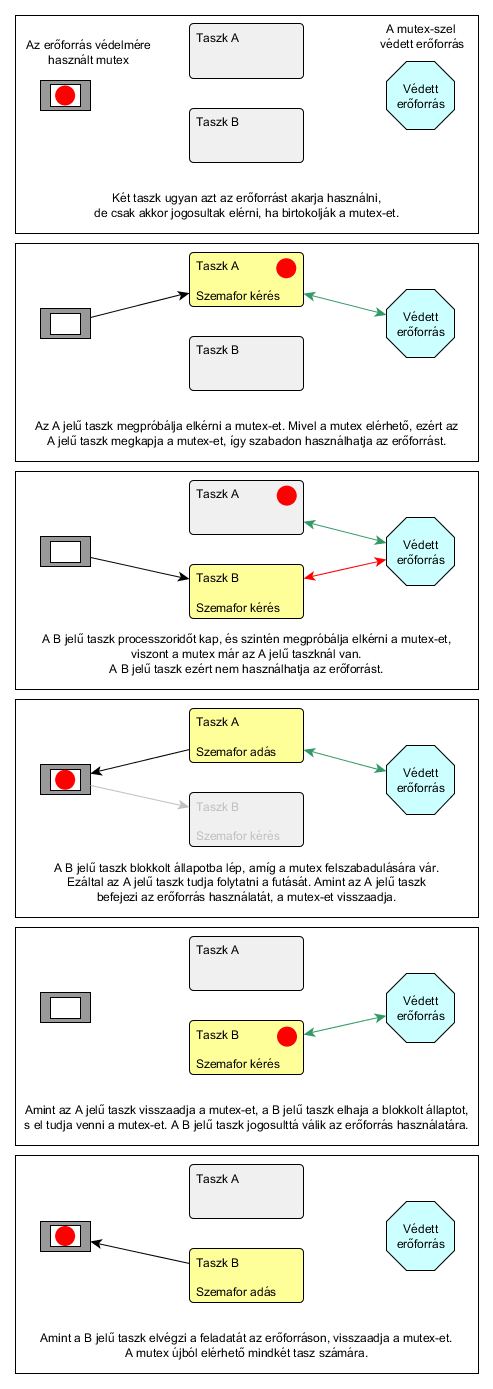 Az erőforrás védelmére
használt mutex
Taszk A
A mutex-szel
védett erőforrás
Védett
erőforrás
Taszk B
Két taszk ugyan azt az erőforrást akarja használni,
de csak akkor jogosultak elérni, ha birtokolják a mutex-et.
Taszk A
Szemafor kérés
Védett
erőforrás
Taszk B
Az A jelű taszk megpróbálja elkérni a mutex-et. Mivel a mutex elérhető, ezért az
A jelű taszk megkapja a mutex-et, így szabadon használhatja az erőforrást.
Taszk A
Védett
erőforrás
Taszk B
Szemafor kérés
A B jelű taszk processzoridőt kap, és szintén megpróbálja elkérni a mutex-et,
viszont a mutex már az A jelű taszknál van.
A B jelű taszk ezért nem használhatja az erőforrást.
Taszk A
Szemafor adás
Védett
erőforrás
Taszk B
Szemafor kérés
A B jelű taszk blokkolt állapotba lép, amíg a mutex felszabadulására vár.
Ezáltal az A jelű taszk tudja folytatni a futását. Amint az A jelű taszk
befejezi az erőforrás használatát, a mutex-et visszaadja.
Taszk A
Védett
erőforrás
Taszk B
Szemafor kérés
Amint az A jelű taszk visszaadja a mutex-et, a B jelű taszk elhaja a blokkolt állaptot,
s el tudja venni a mutex-et. A B jelű taszk jogosulttá válik az erőforrás használatára.
Taszk A
Védett
erőforrás
Taszk B
Szemafor adás
Amint a B jelű taszk elvégzi a feladatát az erőforráson, visszaadja a mutex-et.
A mutex újból elérhető mindkét tasz számára.